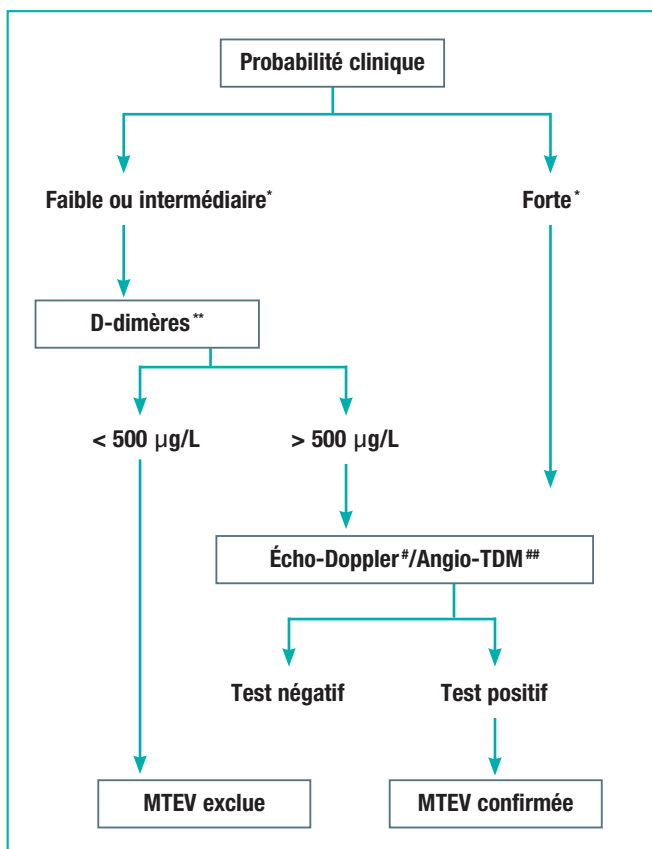 Probabilité clinique
Faible ou intermédiaire*
Forte*
D-dimères**
< 500 µg/L
> 500 µg/L
Écho-Doppler#/Angio-TDM##
Test négatif
Test positif
MTEV exclue
MTEV confirmée